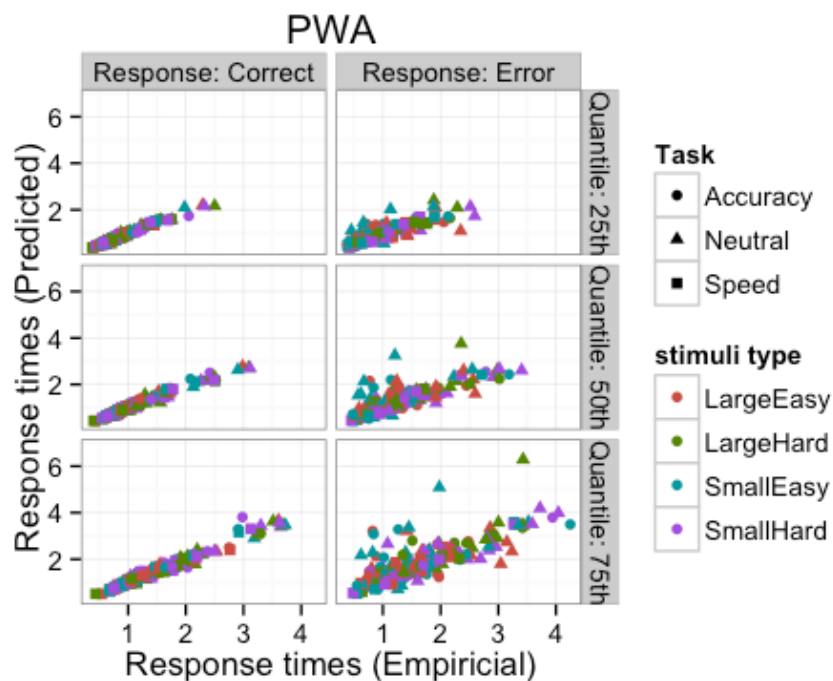 PWA
Response: Correct
Response: Error
6
4
2
Quantile: 25th
6
4
2
Quantile: 50th
6
4
2
Quantile: 75th
1 2 3 4
1 2 3 4
Response times (Predicted)
Response times (Empiricial)
Task
Accuracy
Neutral
Speed
stimuli type
LargeEasy
LargeHard
SmallEasy
SmallHard